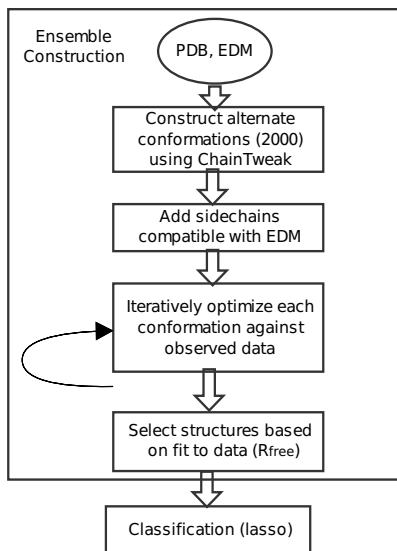 Ensemble
Construction
PDB, EDM
Construct alternate
conformations (2000)
using ChainTweak
Add sidechains
compatible with EDM
Iteratively optimize each
conformation against
observed data
Select structures based
on fit to data (Rfree)
Classification (lasso)